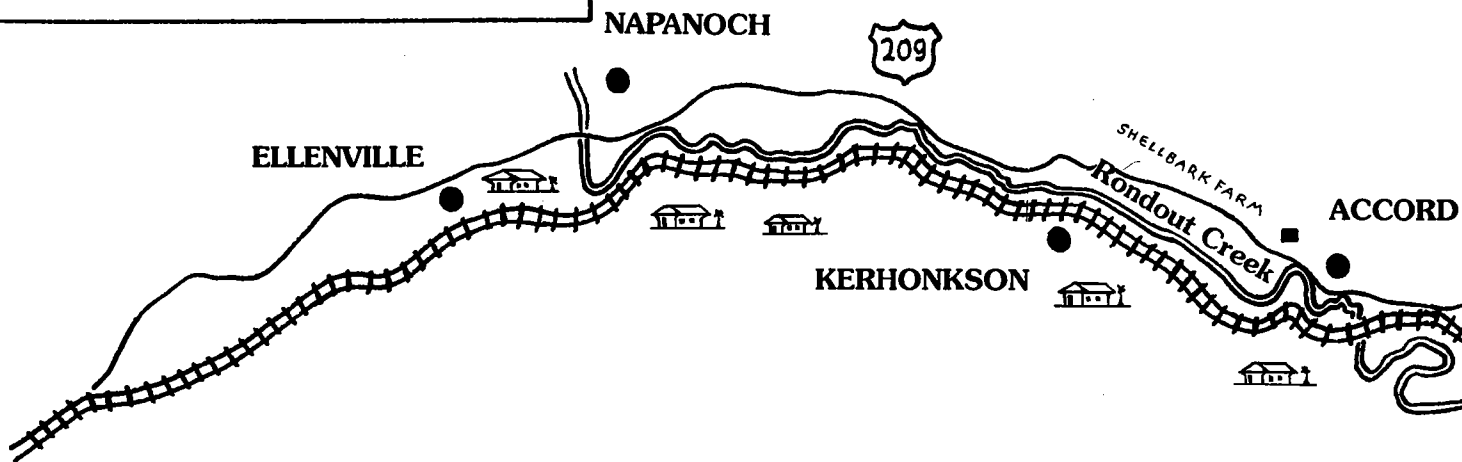 NAPANOCH
209
ELLENVILLE
SHELLBARK FARM
Rondout Creek
ACCORD
KERHONKSON